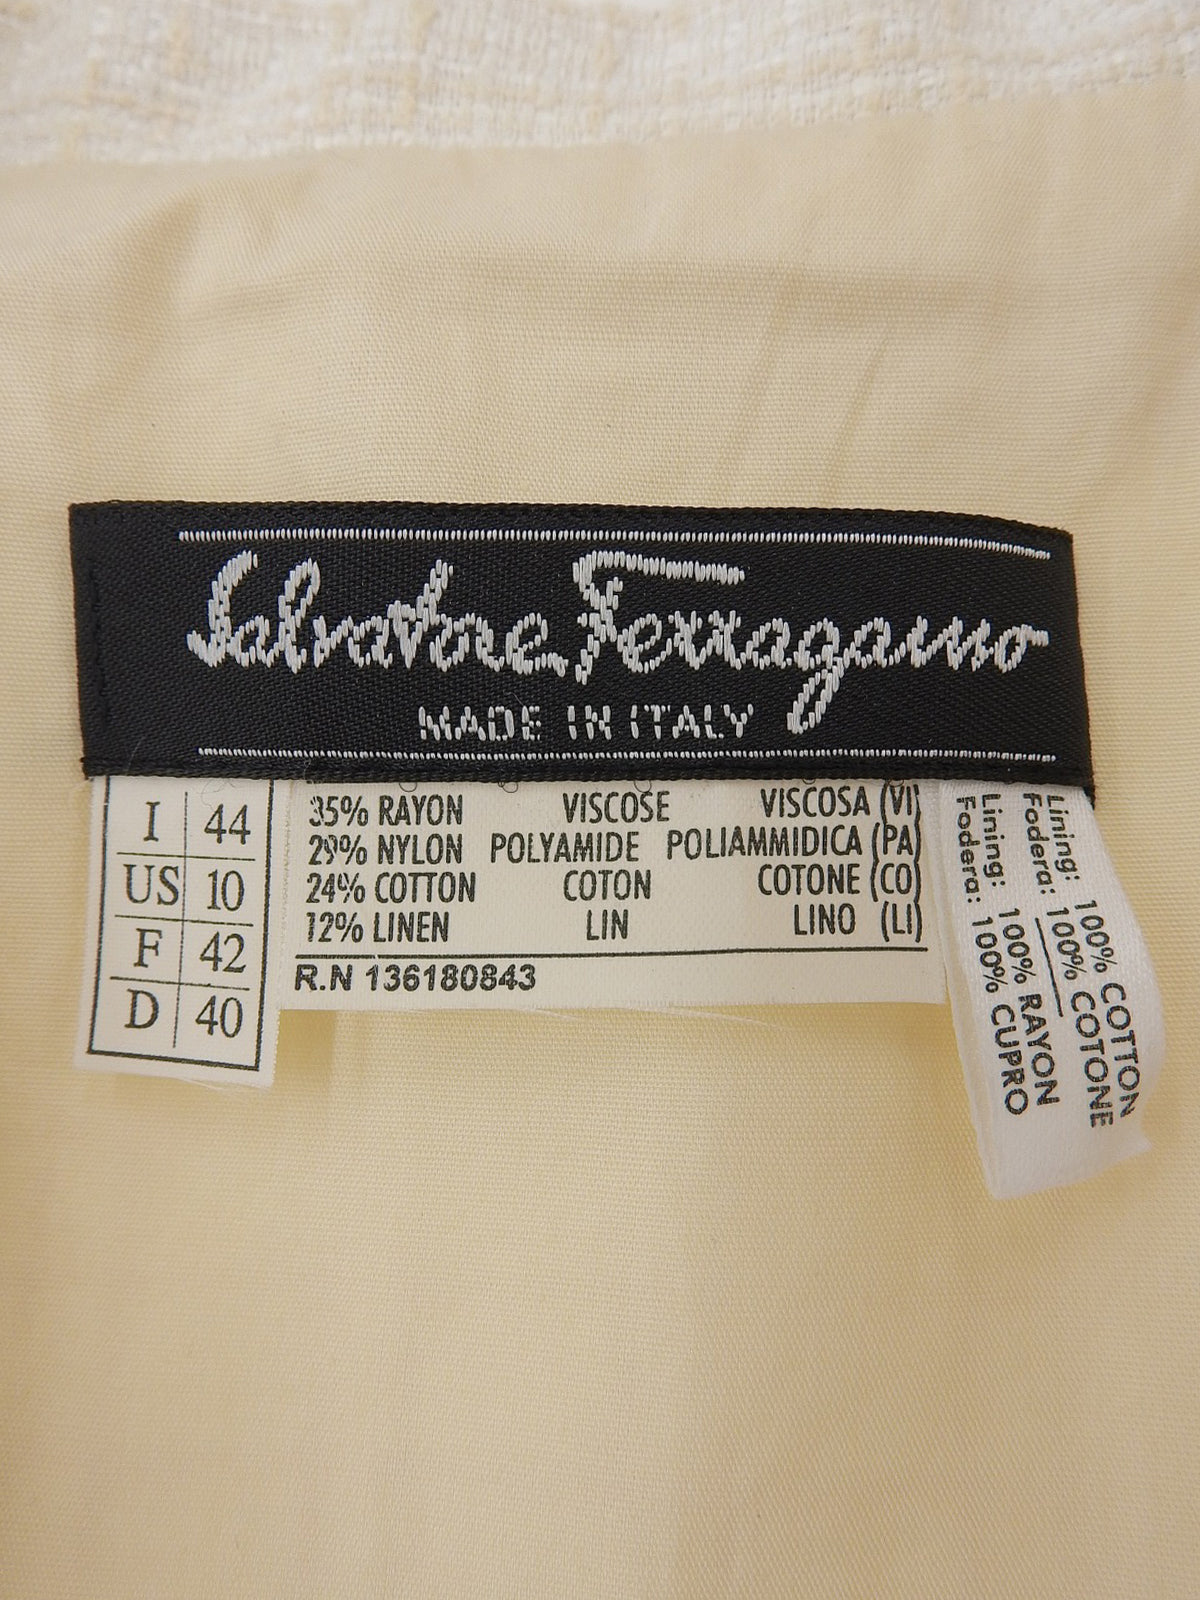 Salvatore Ferragamo
MADE IN ITALY
I 44
US 10
F 42
D 40
35% RAYON VISCOSE VISCOSA (VI)
29% NYLON POLYAMIDE POLIAMMIDICA (PA)
24% COTTON COTON COTONE (CO)
12% LINEN LIN LINO (LI)
R.N 136180843
Lining: 100% COTTON
Fodera: 100% COTONE
Lining: 100% RAYON
Fodera: 100% CUPRO